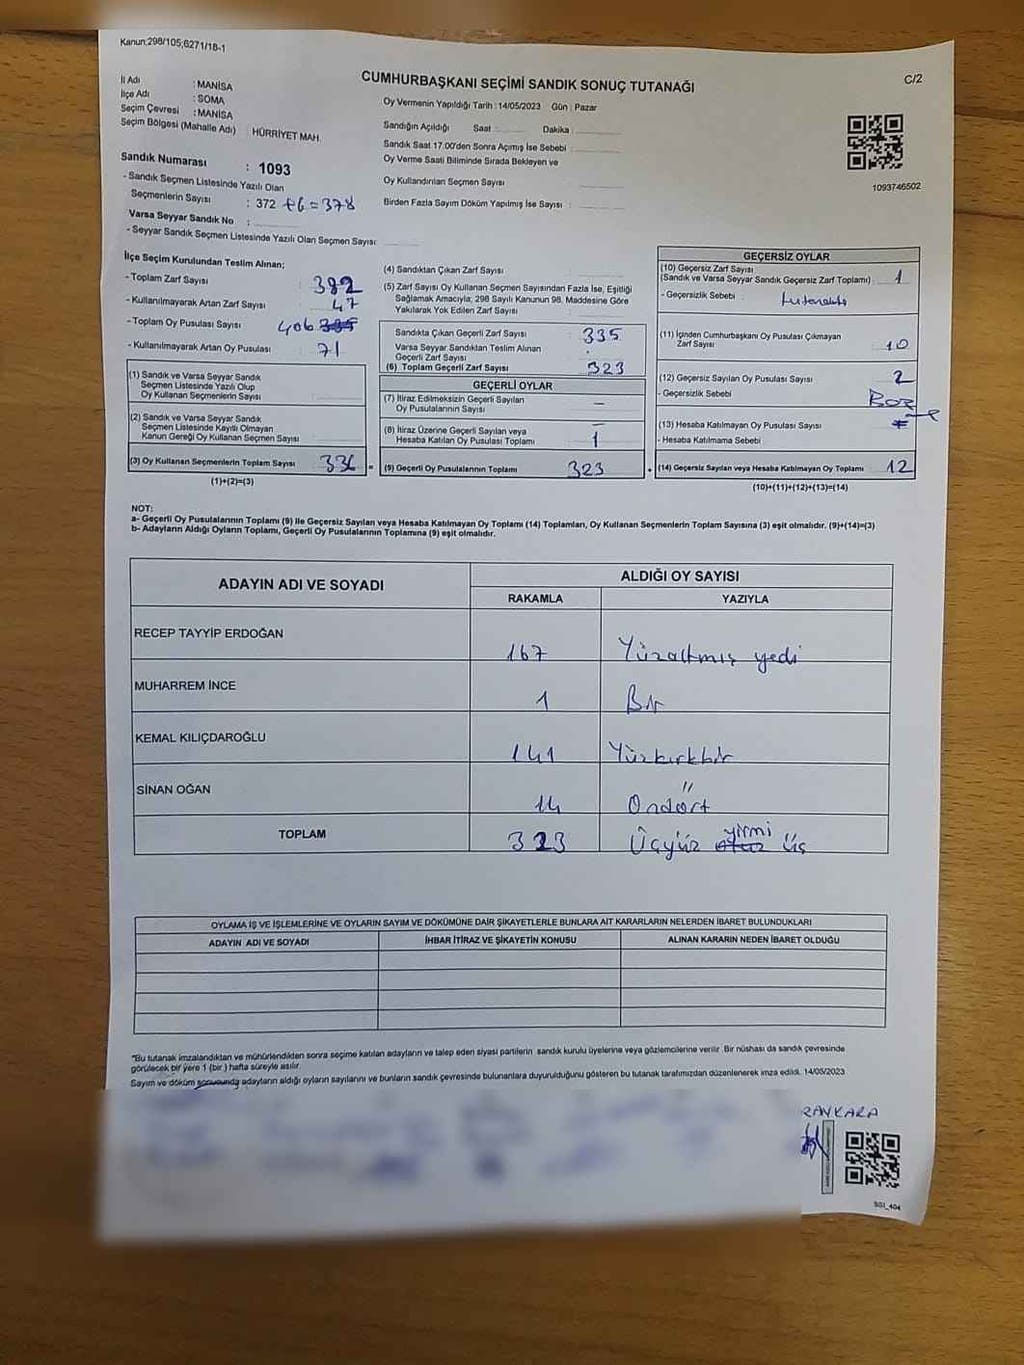 Kanun;298/105;6271/18-1
CUMHURBAŞKANI SEÇİMİ SANDIK SONUÇ TUTANAĞI
C/2
İl Adı : MANİSA
İlçe Adı : SOMA
Seçim Çevresi : MANİSA
Seçim Bölgesi (Mahalle Adı) HÜRRİYET MAH.
Oy Vermenin Yapıldığı Tarih : 14/05/2023 Gün : Pazar
Sandığın Açıldığı Saat : Dakika :
Sandık Saat 17.00'den Sonra Açımış İse Sebebi :
Oy Verme Saati Bitiminde Sırada Bekleyen ve
Oy Kullandırılan Seçmen Sayısı
Birden Fazla Sayım Döküm Yapılmış İse Sayısı :
1093746502
Sandık Numarası : 1093
- Sandık Seçmen Listesinde Yazılı Olan
Seçmenlerin Sayısı : 372 +6=378
Varsa Seyyar Sandık No :
- Seyyar Sandık Seçmen Listesinde Yazılı Olan Seçmen Sayısı:
İlçe Seçim Kurulundan Teslim Alınan;
- Toplam Zarf Sayısı 382
- Kullanılmayarak Artan Zarf Sayısı 47
- Toplam Oy Pusulası Sayısı 406
- Kullanılmayarak Artan Oy Pusulası 71
(1) Sandık ve Varsa Seyyar Sandık
Seçmen Listesinde Yazılı Olup
Oy Kullanan Seçmenlerin Sayısı :
(2) Sandık ve Varsa Seyyar Sandık
Seçmen Listesinde Kayıtlı Olmayan
Kanun Gereği Oy Kullanan Seçmen Sayısı :
(3) Oy Kullanan Seçmenlerin Toplam Sayısı 336 =
(1)+(2)=(3)
(4) Sandıktan Çıkan Zarf Sayısı :
(5) Zarf Sayısı Oy Kullanan Seçmen Sayısından Fazla İse, Eşitliği
Sağlamak Amacıyla; 298 Sayılı Kanunun 98. Maddesine Göre
Yakılarak Yok Edilen Zarf Sayısı :
Sandıkta Çıkan Geçerli Zarf Sayısı : 335
Varsa Seyyar Sandıktan Teslim Alınan
Geçerli Zarf Sayısı :
(6) Toplam Geçerli Zarf Sayısı : 323
GEÇERLİ OYLAR
(7) İtiraz Edilmeksizin Geçerli Sayılan
Oy Pusulalarının Sayısı : —
(8) İtiraz Üzerine Geçerli Sayılan veya
Hesaba Katılan Oy Pusulası Toplamı : 1
(9) Geçerli Oy Pusulalarının Toplamı 323 +
GEÇERSİZ OYLAR
(10) Geçersiz Zarf Sayısı
(Sandık ve Varsa Seyyar Sandık Geçersiz Zarf Toplamı) : 1
- Geçersizlik Sebebi :
(11) İçinden Cumhurbaşkanı Oy Pusulası Çıkmayan
Zarf Sayısı : 10
(12) Geçersiz Sayılan Oy Pusulası Sayısı 2
- Geçersizlik Sebebi
(13) Hesaba Katılmayan Oy Pusulası Sayısı
- Hesaba Katılmama Sebebi
(14) Geçersiz Sayılan veya Hesaba Katılmayan Oy Toplamı 12
(10)+(11)+(12)+(13)=(14)
NOT:
a- Geçerli Oy Pusulalarının Toplamı (9) ile Geçersiz Sayılan veya Hesaba Katılmayan Oy Toplamı (14) Toplamları, Oy Kullanan Seçmenlerin Toplam Sayısına (3) eşit olmalıdır. (9)+(14)=(3)
b- Adayların Aldığı Oyların Toplamı, Geçerli Oy Pusulalarının Toplamına (9) eşit olmalıdır.
ADAYIN ADI VE SOYADI
ALDIĞI OY SAYISI
RAKAMLA YAZIYLA
RECEP TAYYİP ERDOĞAN 167 Yüzaltmış yedi
MUHARREM İNCE 1 Bir
KEMAL KILIÇDAROĞLU 141 Yüzkırkbir
SİNAN OĞAN 14 Ondört
TOPLAM 323 Üçyüz yirmi üç
OYLAMA İŞ VE İŞLEMLERİNE VE OYLARIN SAYIM VE DÖKÜMÜNE DAİR ŞİKAYETLERLE BUNLARA AİT KARARLARIN NELERDEN İBARET BULUNDUKLARI
ADAYIN ADI VE SOYADI İHBAR İTİRAZ VE ŞİKAYETİN KONUSU ALINAN KARARIN NEDEN İBARET OLDUĞU
*Bu tutanak imzalandıktan ve mühürlendikten sonra seçime katılan adayların ve talep eden siyasi partilerin sandık kurulu üyelerine veya gözlemcilerine verilir. Bir nüshası da sandık çevresinde
görülecek bir yere 1 (bir) hafta süreyle asılır.
Sayım ve döküm sonucunda adayların aldığı oyların sayılarını ve bunların sandık çevresinde bulunanlara duyurulduğunu gösteren bu tutanak tarafımızdan düzenlenerek imza edildi. 14/05/2023